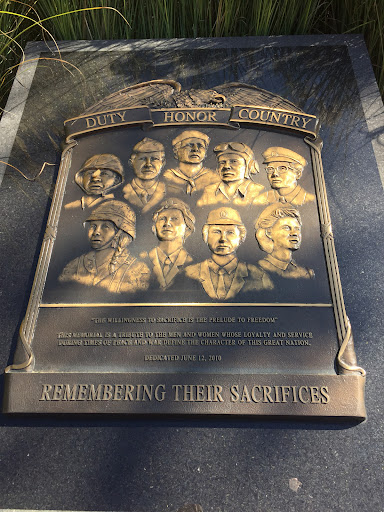 DUTY HONOR COUNTRY
"THE WILLINGNESS TO SACRIFICE IS THE PRELUDE TO FREEDOM"
THIS MEMORIAL IS A TRIBUTE TO THE MEN AND WOMEN WHOSE LOYALTY AND SERVICE
DURING TIMES OF PEACE AND WAR DEFINE THE CHARACTER OF THIS GREAT NATION.
DEDICATED JUNE 12, 2010
REMEMBERING THEIR SACRIFICES